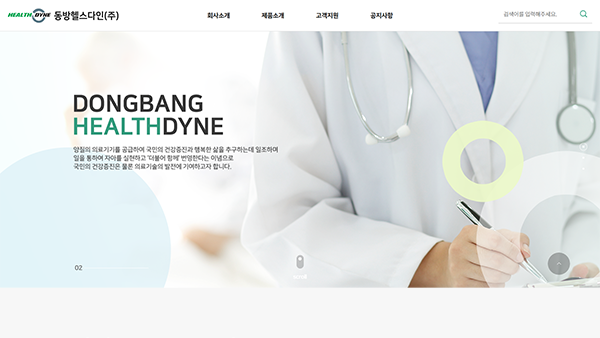 HEALTH DYNE 동방헬스다인(주)
회사소개 제품소개 고객지원 공지사항
검색어를 입력해주세요.
DONGBANG
HEALTHDYNE
양질의 의료기기를 공급하여 국민의 건강증진과 행복한 삶을 추구하는데 일조하며
일을 통하여 자아를 실현하고 '더불어 함께' 번영한다는 이념으로
국민의 건강증진은 물론 의료기술의 발전에 기여하고자 합니다.
02